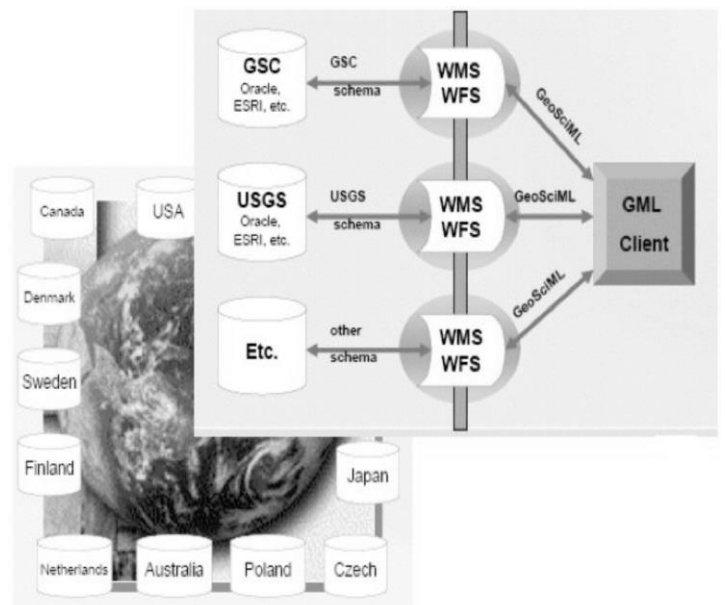 GSC
Oracle,
ESRI, etc.
GSC
schema
WMS
WFS
GeoSciML
USGS
Oracle,
ESRI, etc.
USGS
schema
WMS
WFS
GeoSciML
GML
Client
Etc.
other
schema
WMS
WFS
GeoSciML
Canada
USA
Denmark
Sweden
Finland
Japan
Netherlands
Australia
Poland
Czech